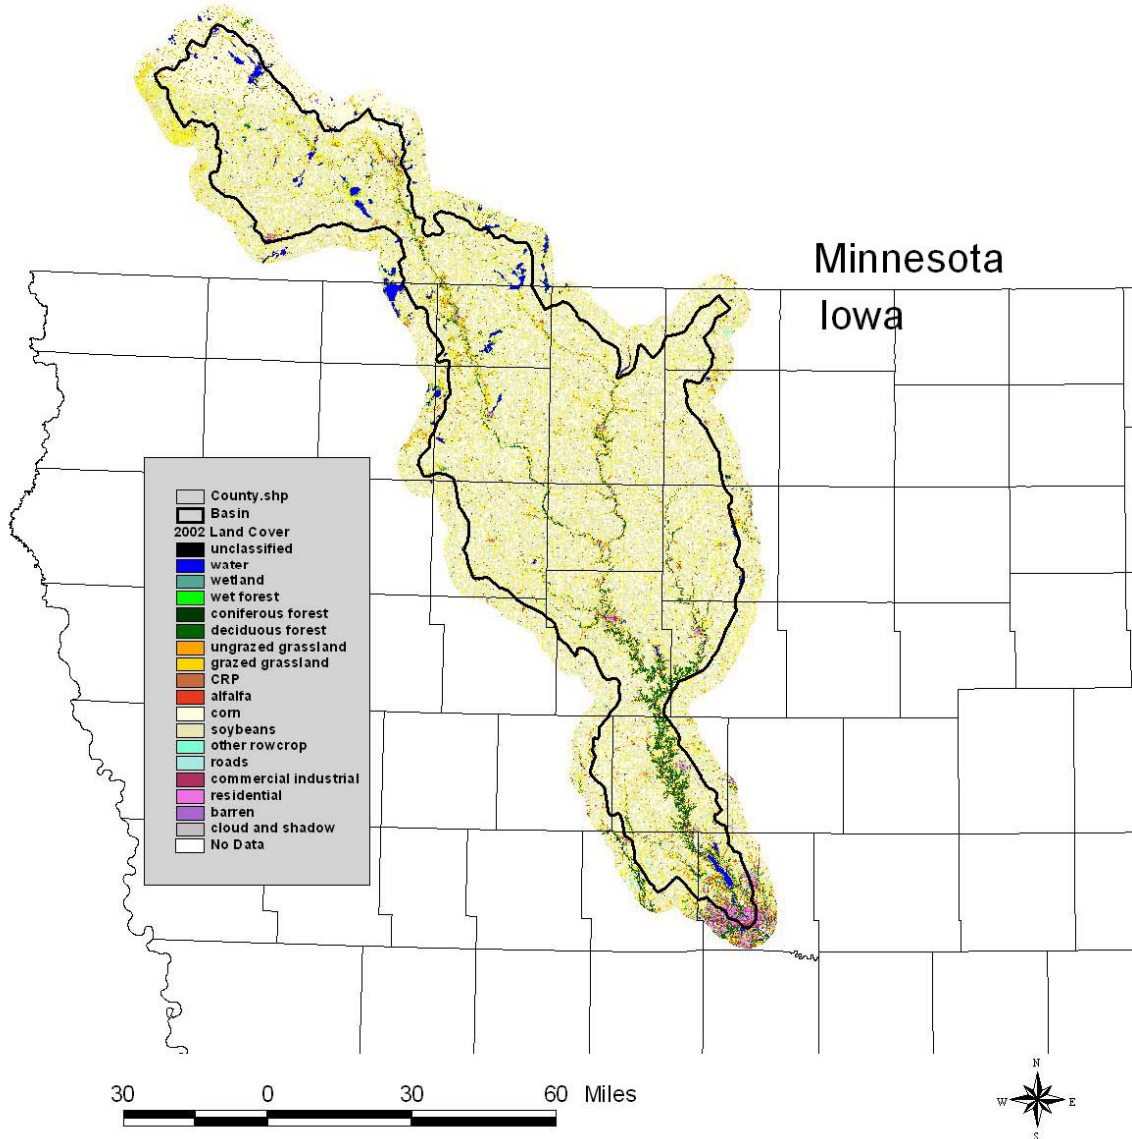 Minnesota
Iowa
County.shp
Basin
2002 Land Cover
unclassified
water
wetland
wet forest
coniferous forest
deciduous forest
ungrazed grassland
grazed grassland
CRP
alfalfa
corn
soybeans
other rowcrop
roads
commercial industrial
residential
barren
cloud and shadow
No Data
30 0 30 60 Miles
N
W E
S